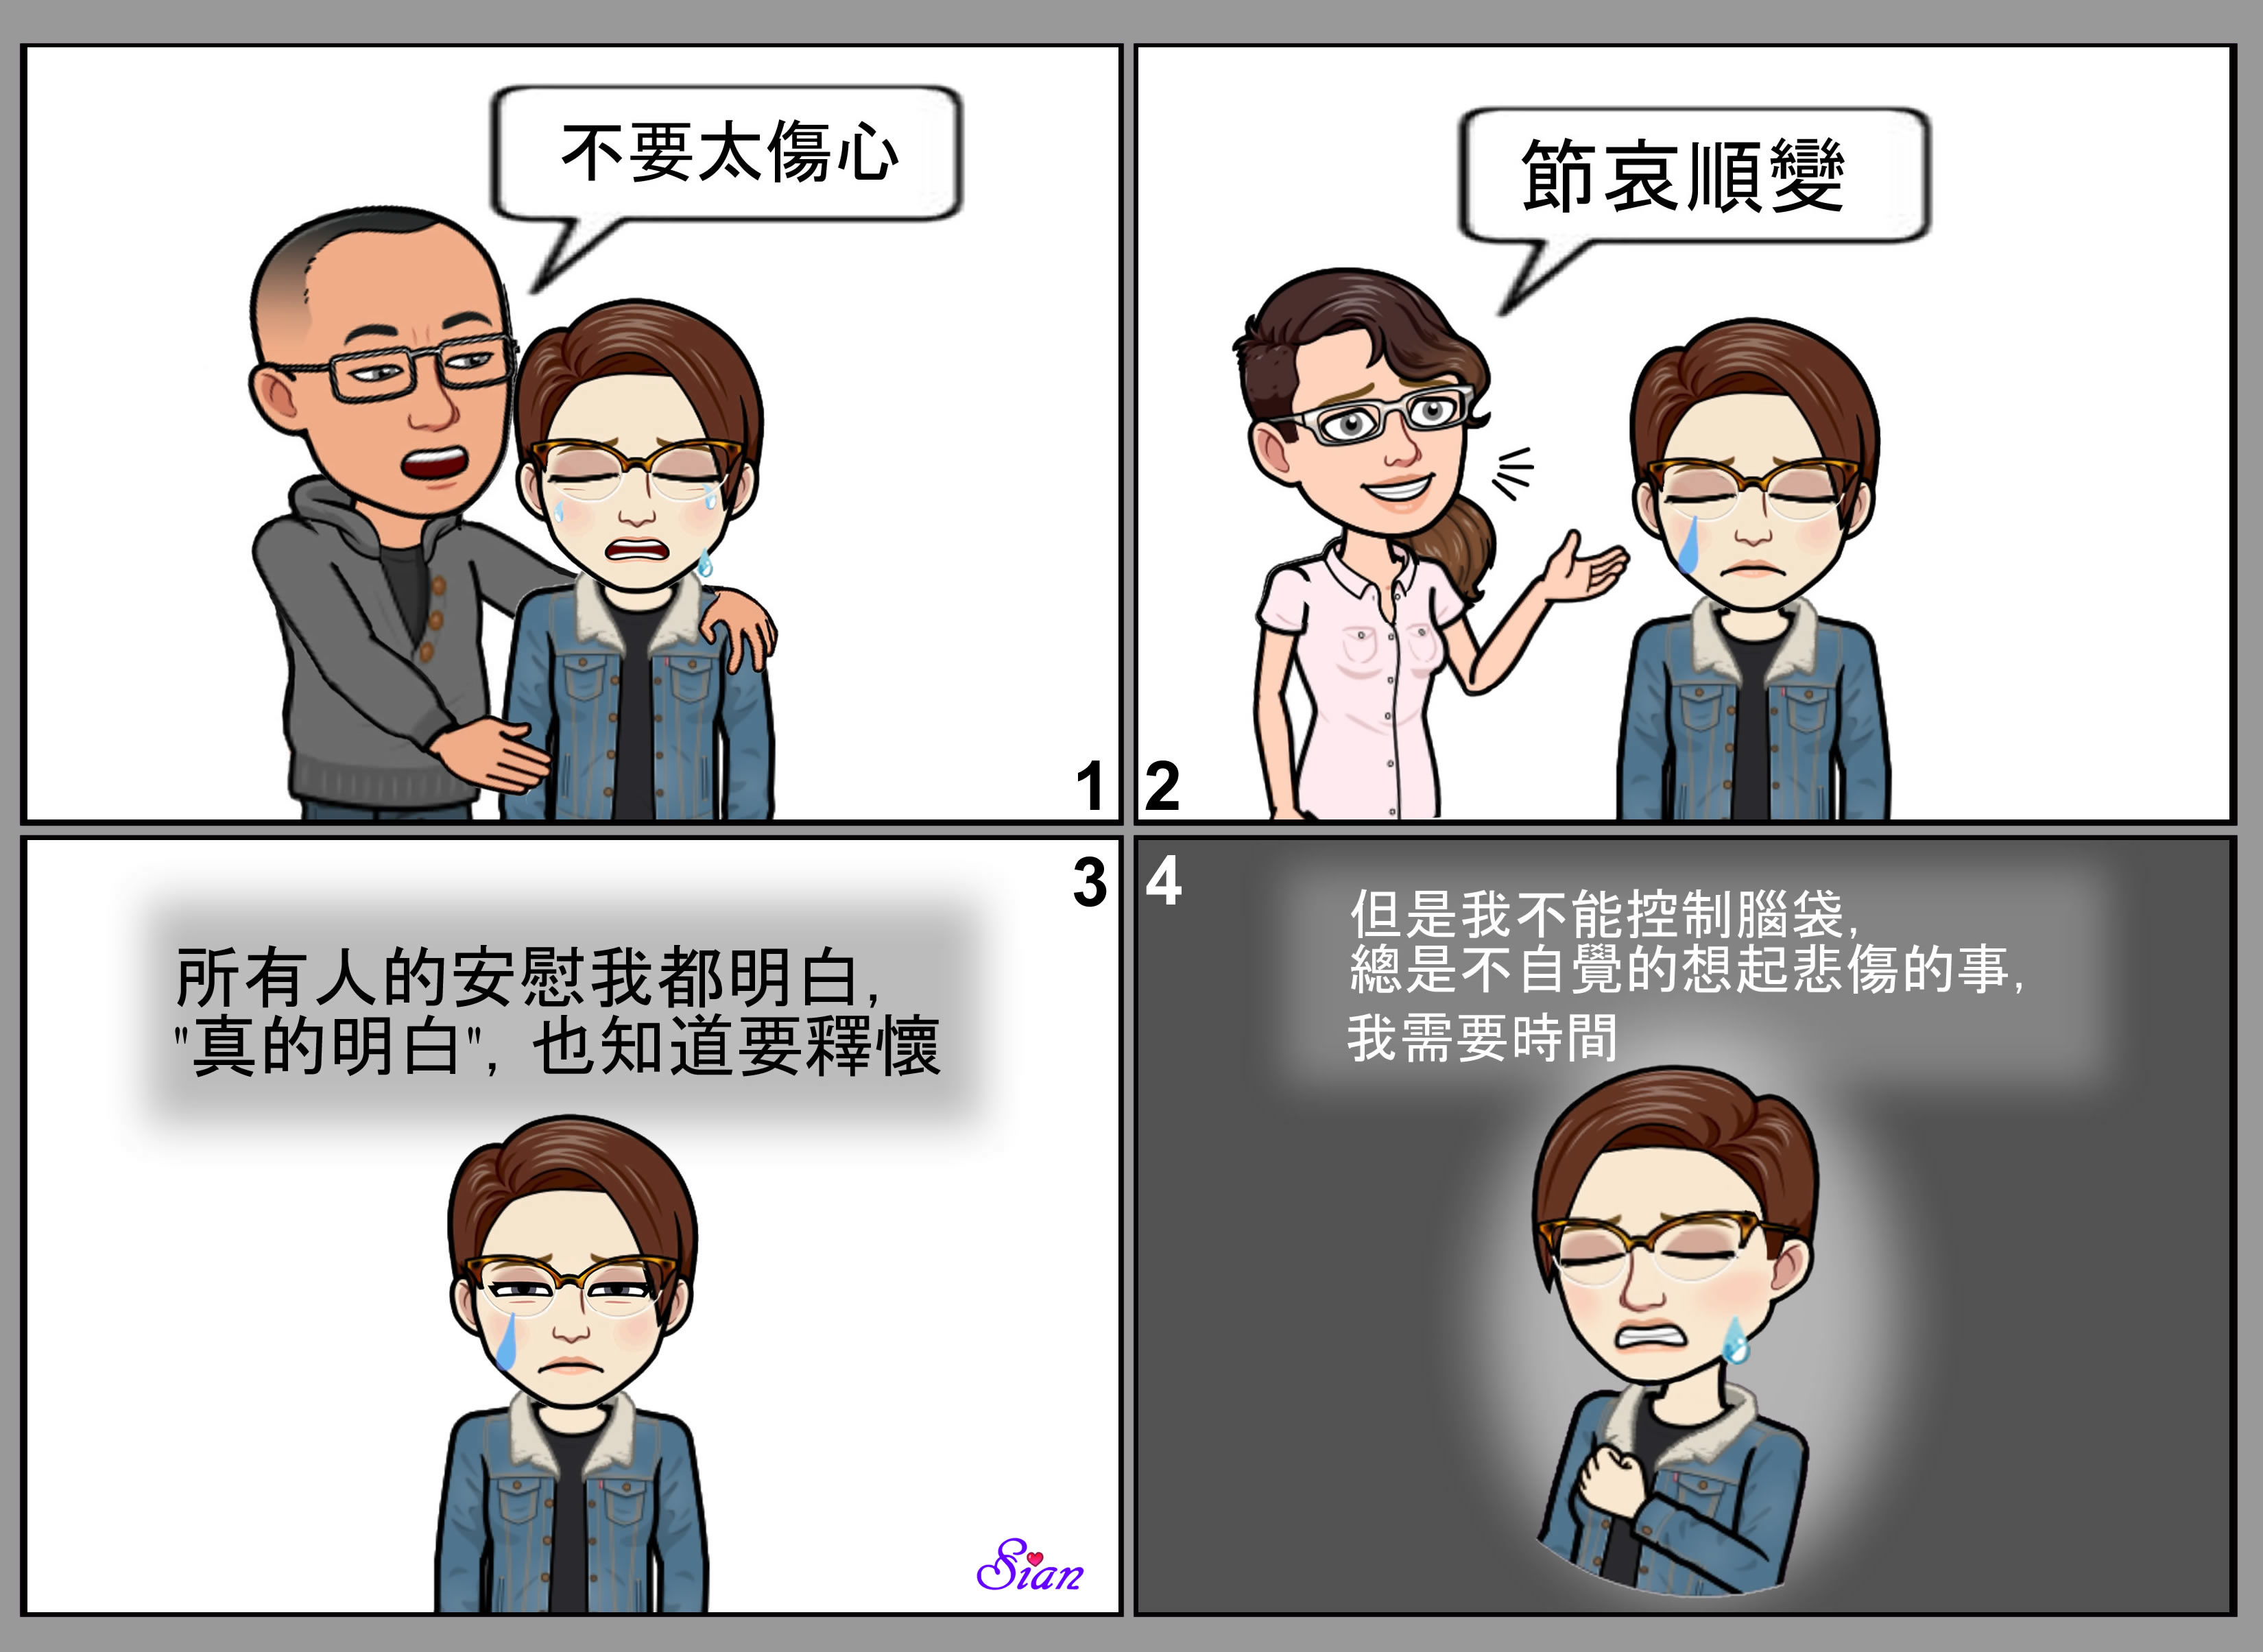 不要太傷心
1
節哀順變
2
3
所有人的安慰我都明白,
"真的明白", 也知道要釋懷
Sian
4
但是我不能控制腦袋,
總是不自覺的想起悲傷的事,
我需要時間